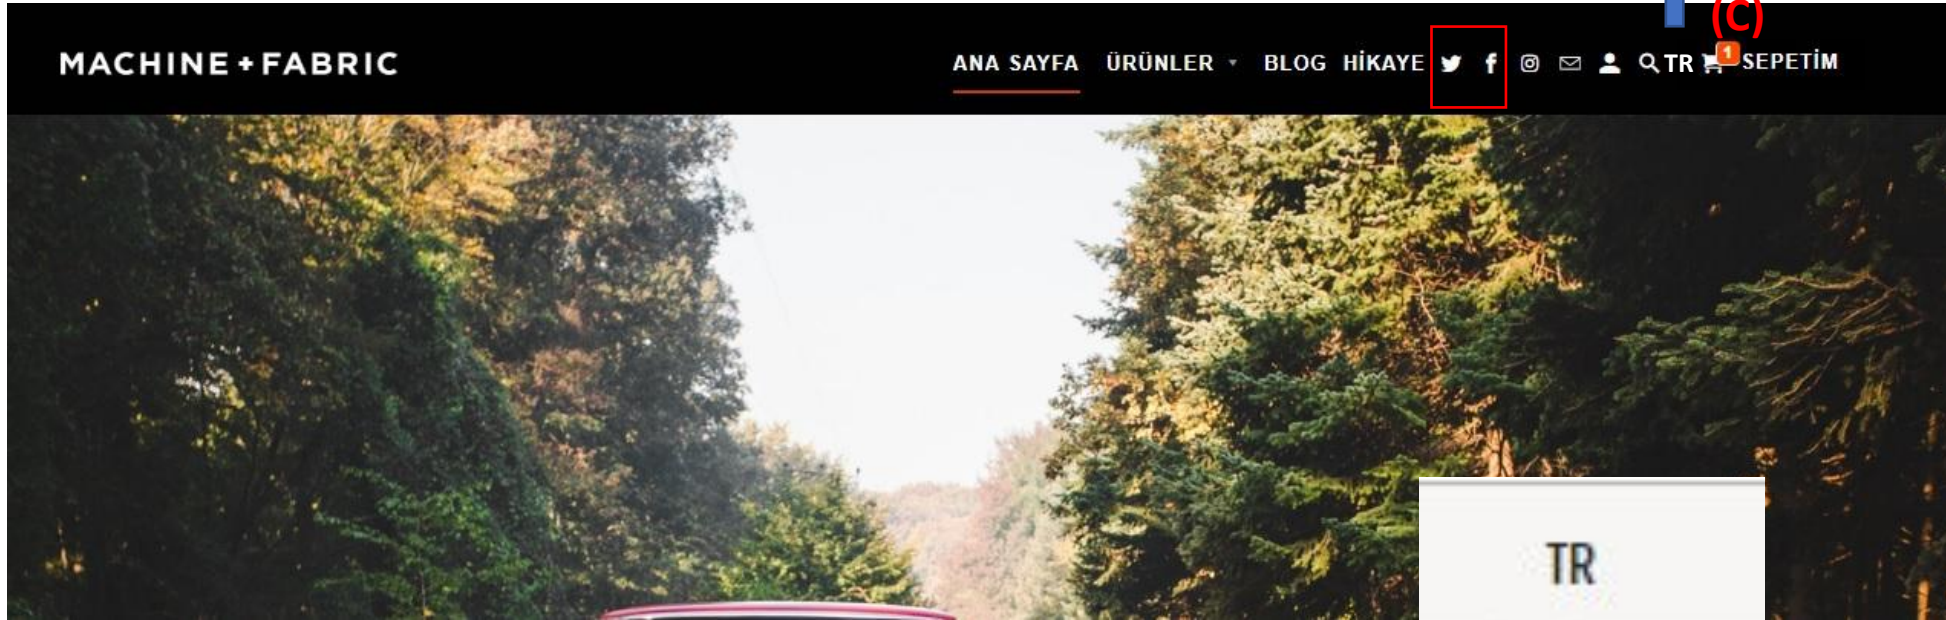 (C)
MACHINE + FABRIC
ANA SAYFA ÜRÜNLER BLOG HİKAYE TR 1 SEPETİM
TR